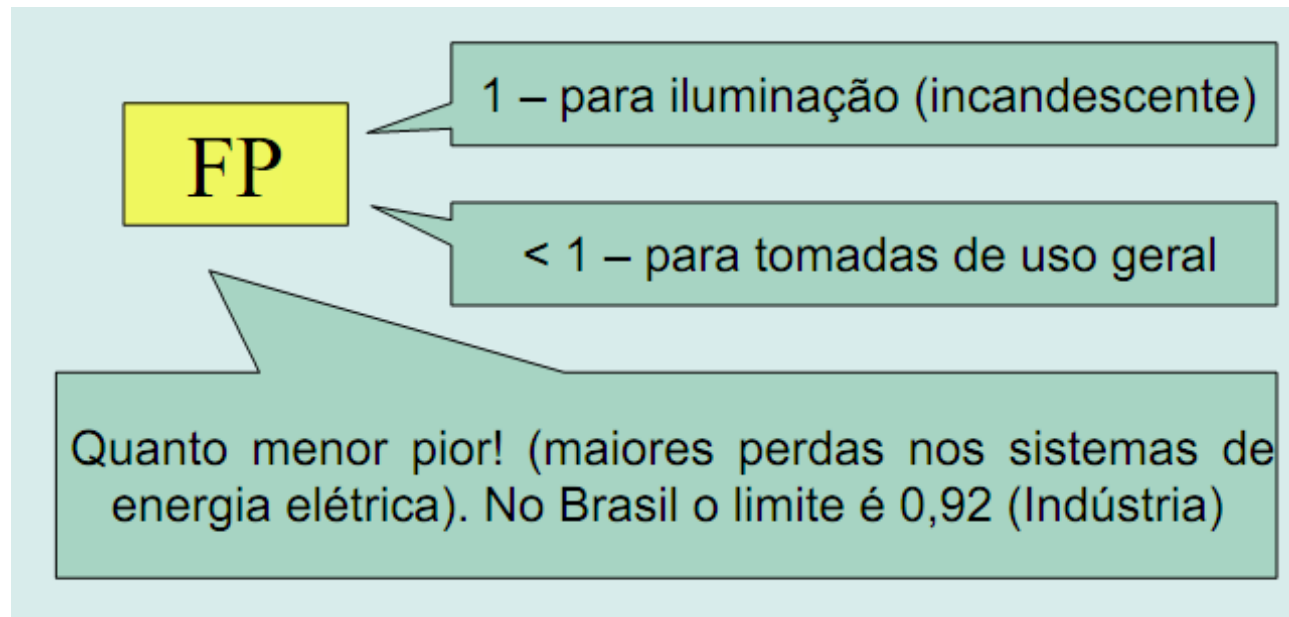 FP
1 – para iluminação (incandescente)
< 1 – para tomadas de uso geral
Quanto menor pior! (maiores perdas nos sistemas de
energia elétrica). No Brasil o limite é 0,92 (Indústria)